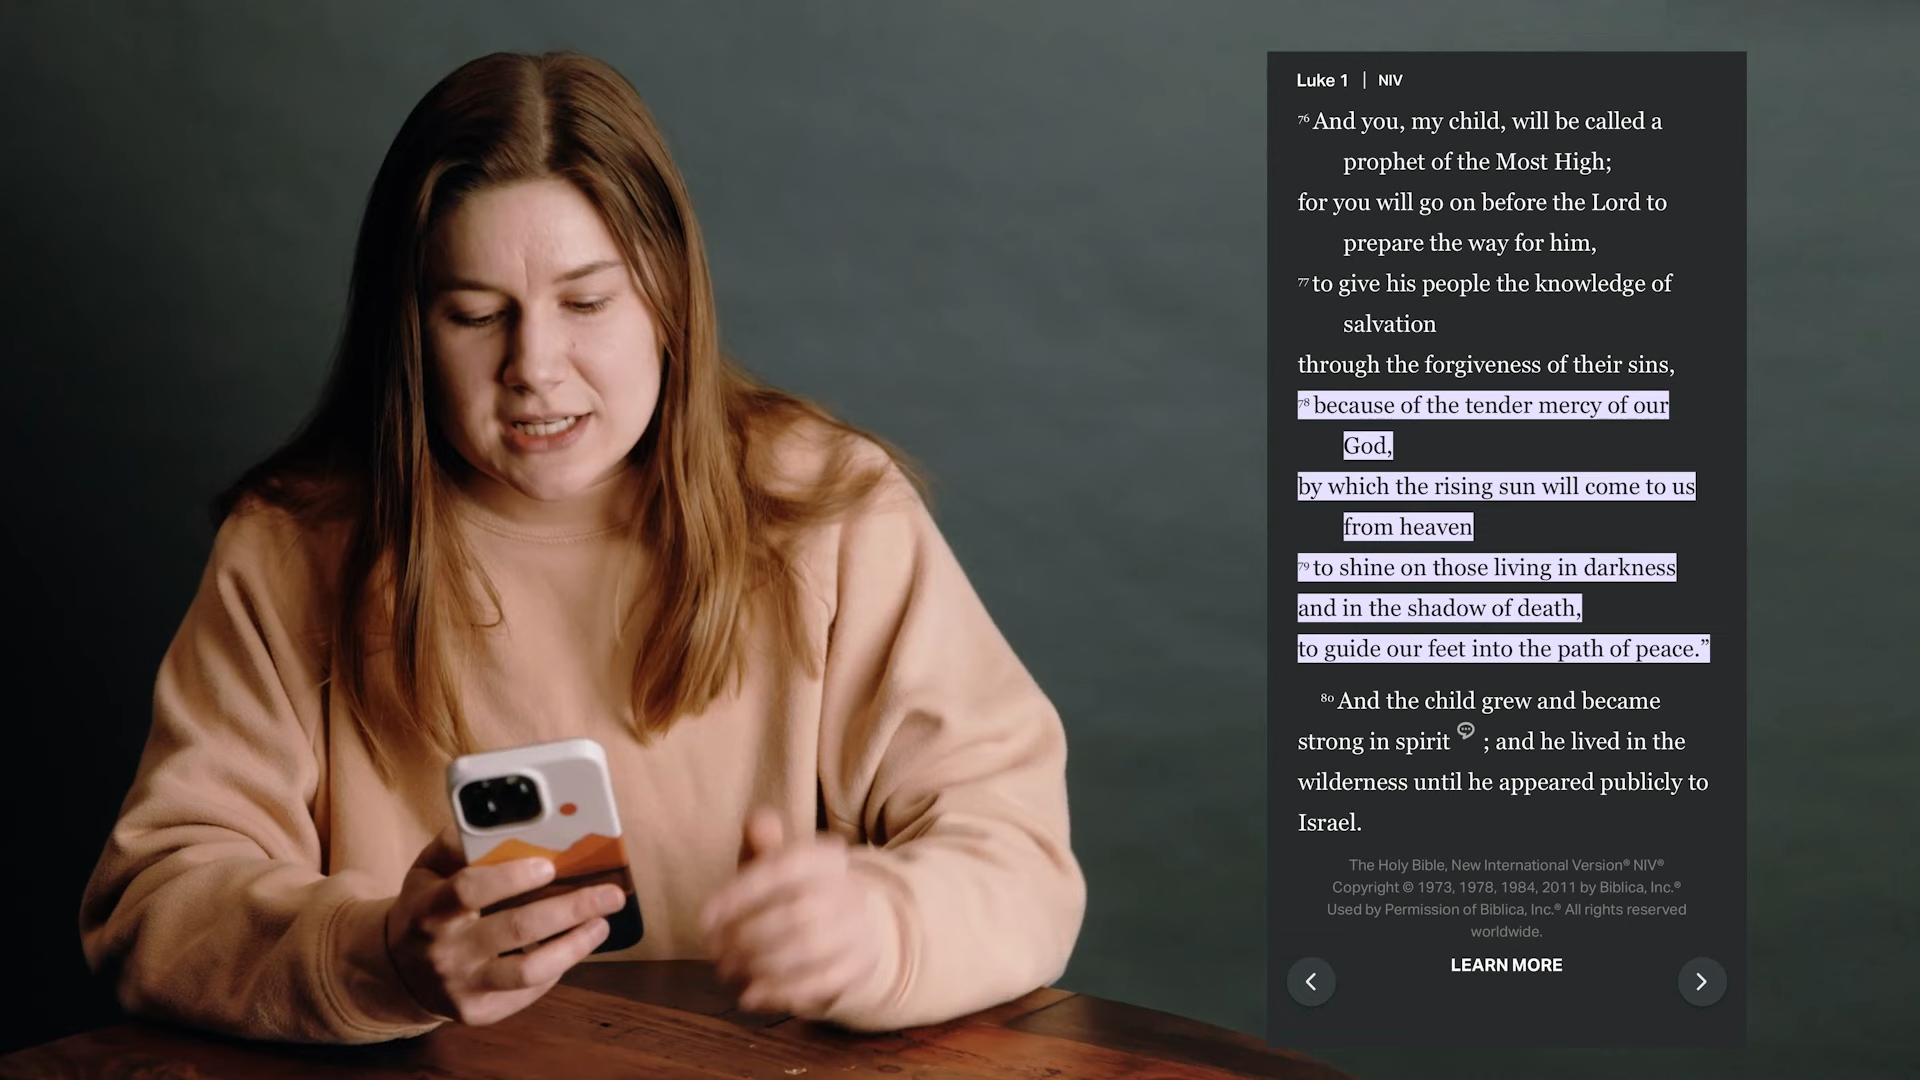 Luke 1 | NIV
76 And you, my child, will be called a
prophet of the Most High;
for you will go on before the Lord to
prepare the way for him,
77 to give his people the knowledge of
salvation
through the forgiveness of their sins,
78 because of the tender mercy of our
God,
by which the rising sun will come to us
from heaven
79 to shine on those living in darkness
and in the shadow of death,
to guide our feet into the path of peace.”
80 And the child grew and became
strong in spirit ; and he lived in the
wilderness until he appeared publicly to
Israel.
The Holy Bible, New International Version® NIV®
Copyright © 1973, 1978, 1984, 2011 by Biblica, Inc.®
Used by Permission of Biblica, Inc.® All rights reserved
worldwide.
LEARN MORE